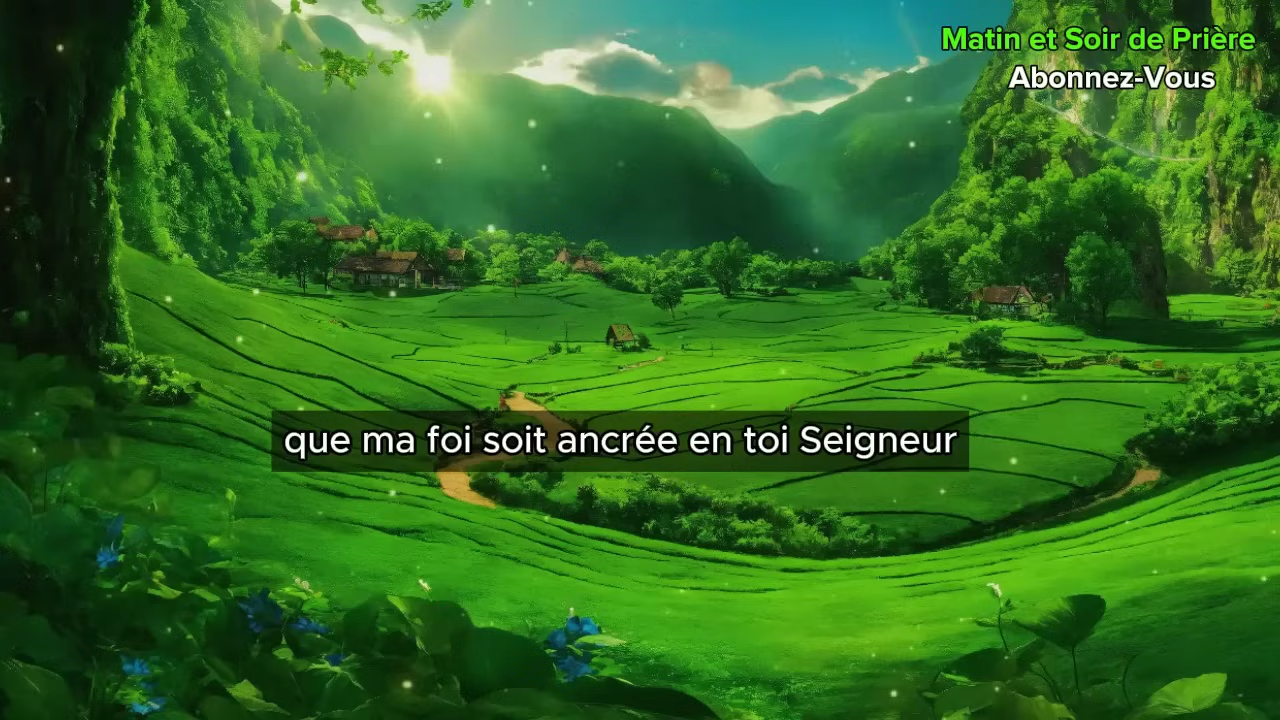 Matin et Soir de Prière
Abonnez-Vous
que ma foi soit ancrée en toi Seigneur